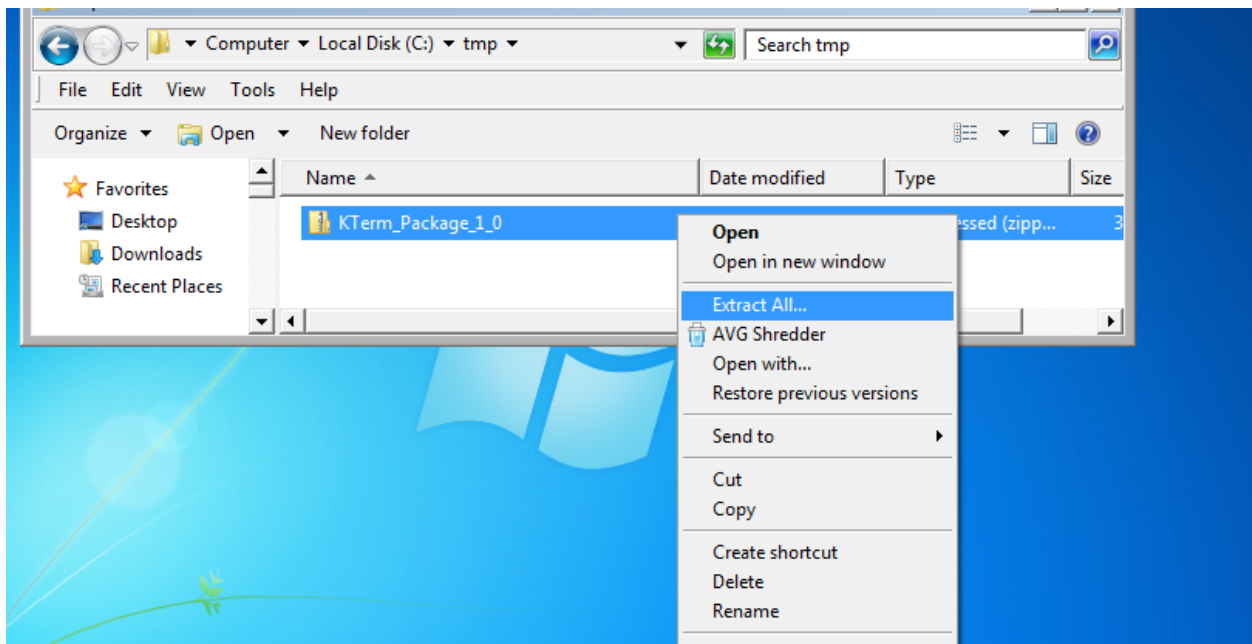 Computer Local Disk (C:) tmp Search tmp
File Edit View Tools Help
Organize Open New folder
Favorites
Desktop
Downloads
Recent Places
Name Date modified Type Size
KTerm_Package_1_0 zipp... 3
Open
Open in new window
Extract All...
AVG Shredder
Open with...
Restore previous versions
Send to
Cut
Copy
Create shortcut
Delete
Rename